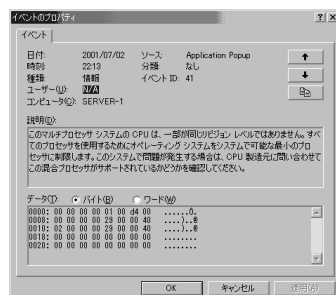 イベントのプロパティ
イベント
日付: 2001/07/02 ソース: Application Popup
時刻: 22:13 分類: なし
種類: 情報 イベント ID: 41
ユーザー(U): N/A
コンピュータ(O): SERVER-1
説明(D):
このマルチプロセッサ システムの CPU は、一部が同じリビジョン レベルではありません。すべ
てのプロセッサを使用するためにオペレーティング システムをシステムで可能な最小のプロ
セッサに制限します。このシステムで問題が発生する場合は、CPU 製造元に問い合わせて
この混合プロセッサがサポートされているかどうかを確認してください。
データ(T): バイト(B) ワード(W)
0000: 00 00 00 00 01 00 d4 00 ......Ô.
0008: 00 00 00 00 29 00 00 40 ....)..@
0010: 02 00 00 00 29 00 00 40 ....)..@
0018: 00 00 00 00 00 00 00 00 ........
0020: 00 00 00 00 00 00 00 00 ........
OK キャンセル 適用(A)